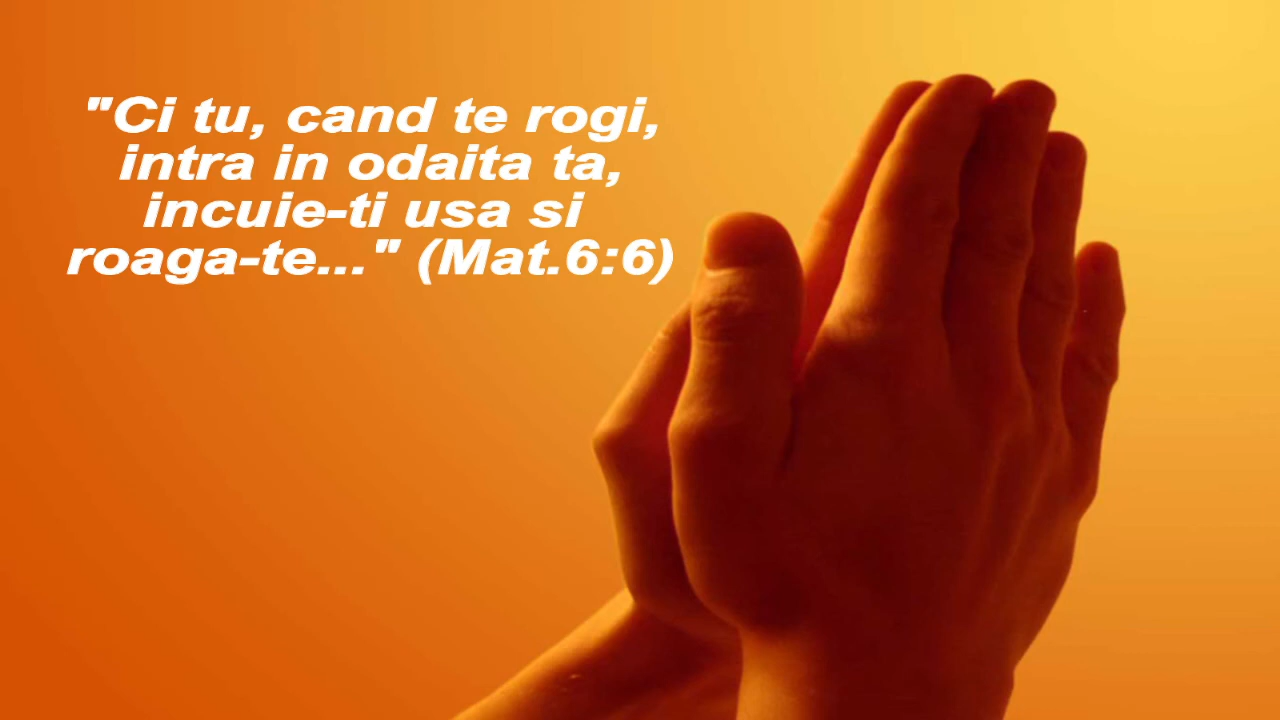 "Ci tu, cand te rogi,
intra in odaita ta,
incuie-ti usa si
roaga-te..." (Mat.6:6)